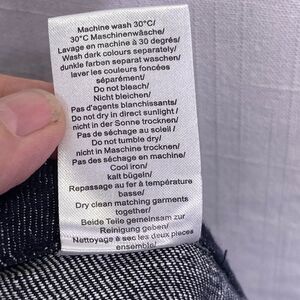 Machine wash 30°C/
30°C Maschinenwäsche/
Lavage en machine à 30 degrés/
Wash dark colours separately/
dunkle farben separat waschen/
laver les couleurs foncées
séparément/
Do not bleach/
Nicht bleichen/
Pas d'agents blanchissants/
Do not dry in direct sunlight /
nicht in der Sonne trocknen/
Pas de séchage au soleil /
Do not tumble dry/
nicht in Maschine trocknen/
Pas de séchage en machine/
Cool iron/
kalt bügeln/
Repassage au fer à température
basse/
Dry clean matching garments
together/
Beide Teile gemeinsam zur
Reinigung geben/
Nettoyage à sec les deux pieces
ensemble/